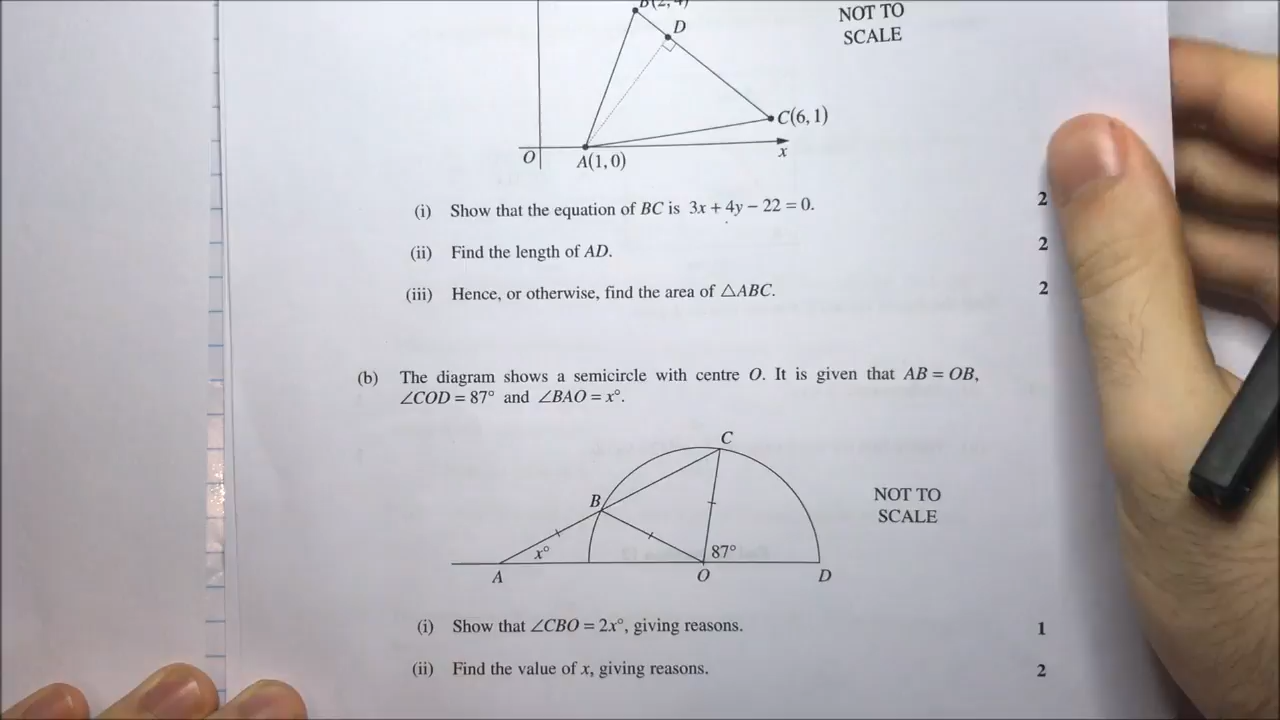 B(2, 4)
NOT TO
SCALE
D
C(6, 1)
O
A(1, 0)
x
(i) Show that the equation of BC is 3x + 4y − 22 = 0. 2
(ii) Find the length of AD. 2
(iii) Hence, or otherwise, find the area of △ABC. 2
(b) The diagram shows a semicircle with centre O. It is given that AB = OB,
∠COD = 87° and ∠BAO = x°.
C
B
NOT TO
SCALE
x°
87°
A
O
D
(i) Show that ∠CBO = 2x°, giving reasons. 1
(ii) Find the value of x, giving reasons. 2